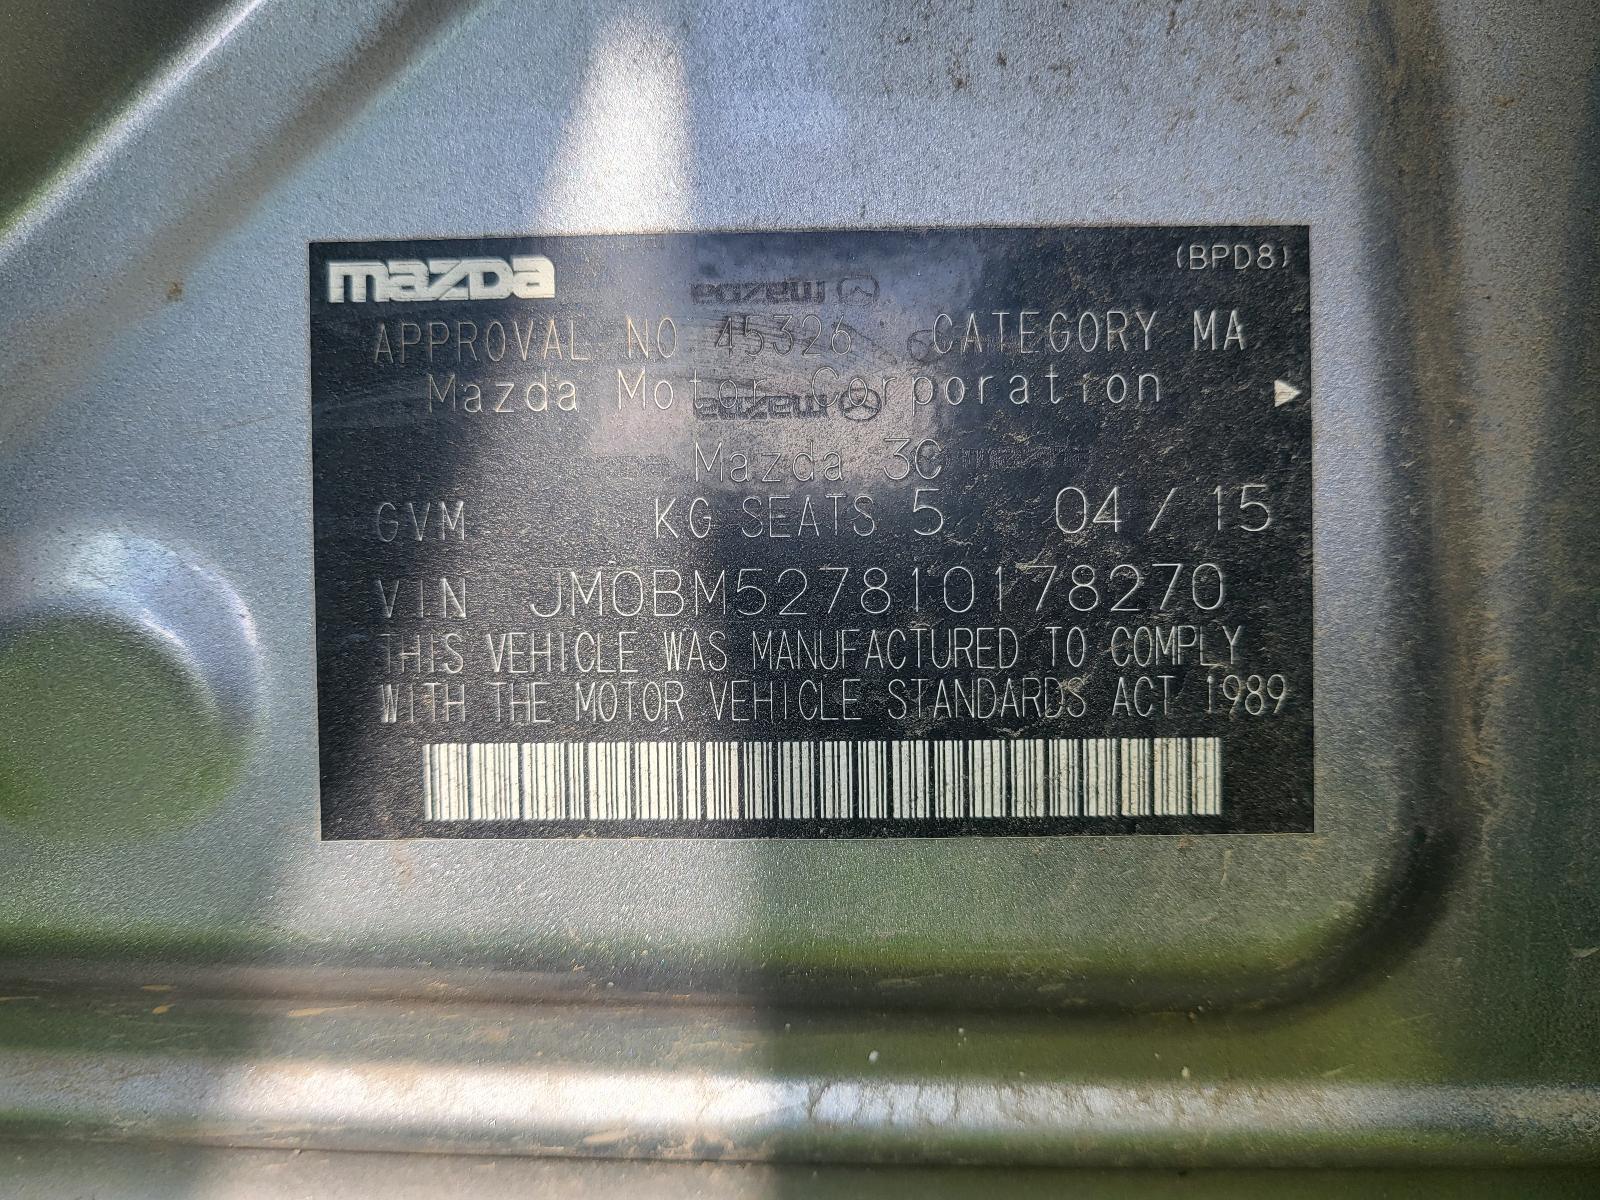 mazda
(BPD8)
APPROVAL NO 45326 CATEGORY MA
Mazda Motor Corporation
Mazda 3C
GVM KG SEATS 5 04 / 15
VIN JM0BM527810178270
THIS VEHICLE WAS MANUFACTURED TO COMPLY
WITH THE MOTOR VEHICLE STANDARDS ACT 1989